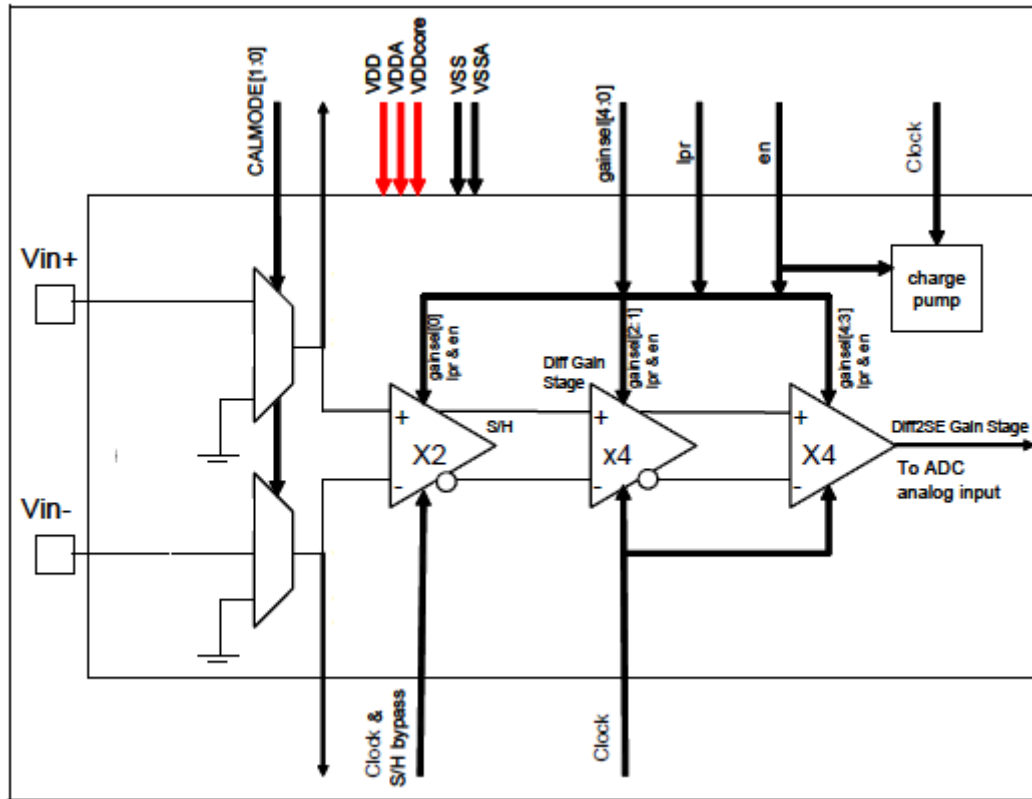 CALMODE[1:0]
VDD
VDDA
VDDcore
VSS
VSSA
gainsel[4:0]
lpr
en
Clock
Vin+
charge
pump
gainsel[0]
lpr & en
Diff Gain
Stage
gainsel[2:1]
lpr & en
gainsel[4:3]
lpr & en
+
X2
-
S/H
+
x4
-
+
X4
-
Diff2SE Gain Stage
To ADC
analog input
Vin-
Clock &
S/H bypass
Clock